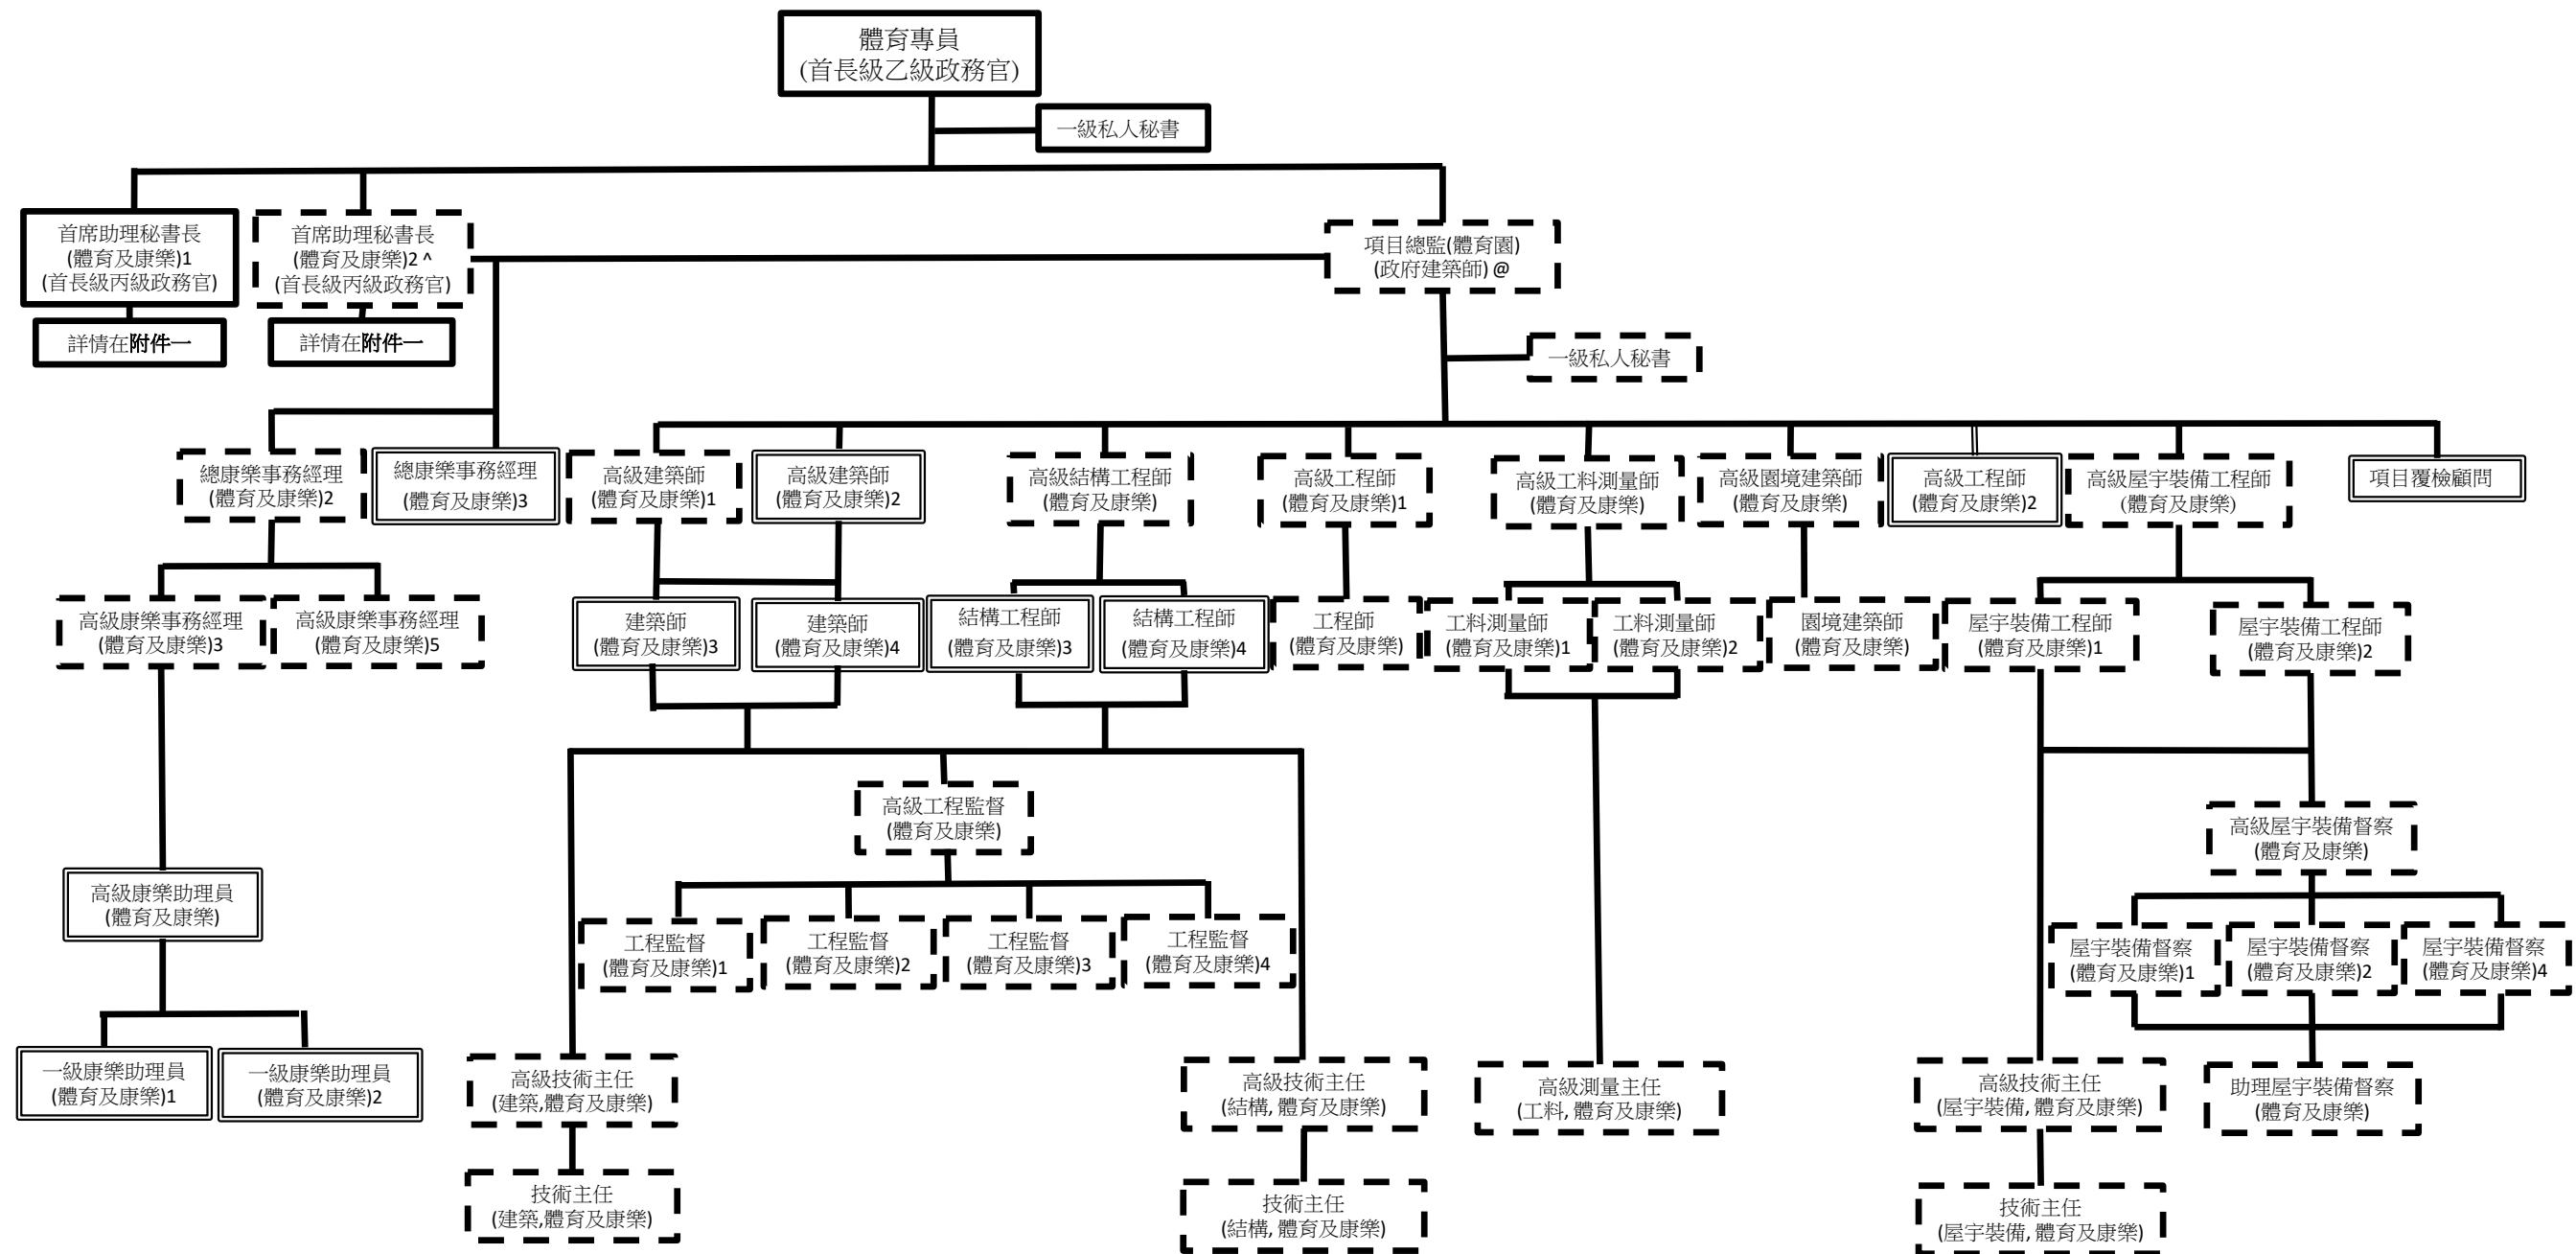 體育專員
(首長級乙級政務官)
一級私人秘書
首席助理秘書長
(體育及康樂)1
(首長級丙級政務官)
首席助理秘書長
(體育及康樂)2 ^
(首長級丙級政務官)
項目總監(體育園)
(政府建築師) @
詳情在附件一
詳情在附件一
一級私人秘書
總康樂事務經理
(體育及康樂)2
總康樂事務經理
(體育及康樂)3
高級建築師
(體育及康樂)1
高級建築師
(體育及康樂)2
高級結構工程師
(體育及康樂)
高級工程師
(體育及康樂)1
高級工料測量師
(體育及康樂)
高級園境建築師
(體育及康樂)
高級工程師
(體育及康樂)2
高級屋宇裝備工程師
(體育及康樂)
項目覆檢顧問
高級康樂事務經理
(體育及康樂)3
高級康樂事務經理
(體育及康樂)5
建築師
(體育及康樂)3
建築師
(體育及康樂)4
結構工程師
(體育及康樂)3
結構工程師
(體育及康樂)4
工程師
(體育及康樂)
工料測量師
(體育及康樂)1
工料測量師
(體育及康樂)2
園境建築師
(體育及康樂)
屋宇裝備工程師
(體育及康樂)1
屋宇裝備工程師
(體育及康樂)2
高級工程監督
(體育及康樂)
高級屋宇裝備督察
(體育及康樂)
高級康樂助理員
(體育及康樂)
工程監督
(體育及康樂)1
工程監督
(體育及康樂)2
工程監督
(體育及康樂)3
工程監督
(體育及康樂)4
屋宇裝備督察
(體育及康樂)1
屋宇裝備督察
(體育及康樂)2
屋宇裝備督察
(體育及康樂)4
一級康樂助理員
(體育及康樂)1
一級康樂助理員
(體育及康樂)2
高級技術主任
(建築,體育及康樂)
高級技術主任
(結構, 體育及康樂)
高級測量主任
(工料, 體育及康樂)
高級技術主任
(屋宇裝備, 體育及康樂)
助理屋宇裝備督察
(體育及康樂)
技術主任
(建築,體育及康樂)
技術主任
(結構, 體育及康樂)
技術主任
(屋宇裝備, 體育及康樂)